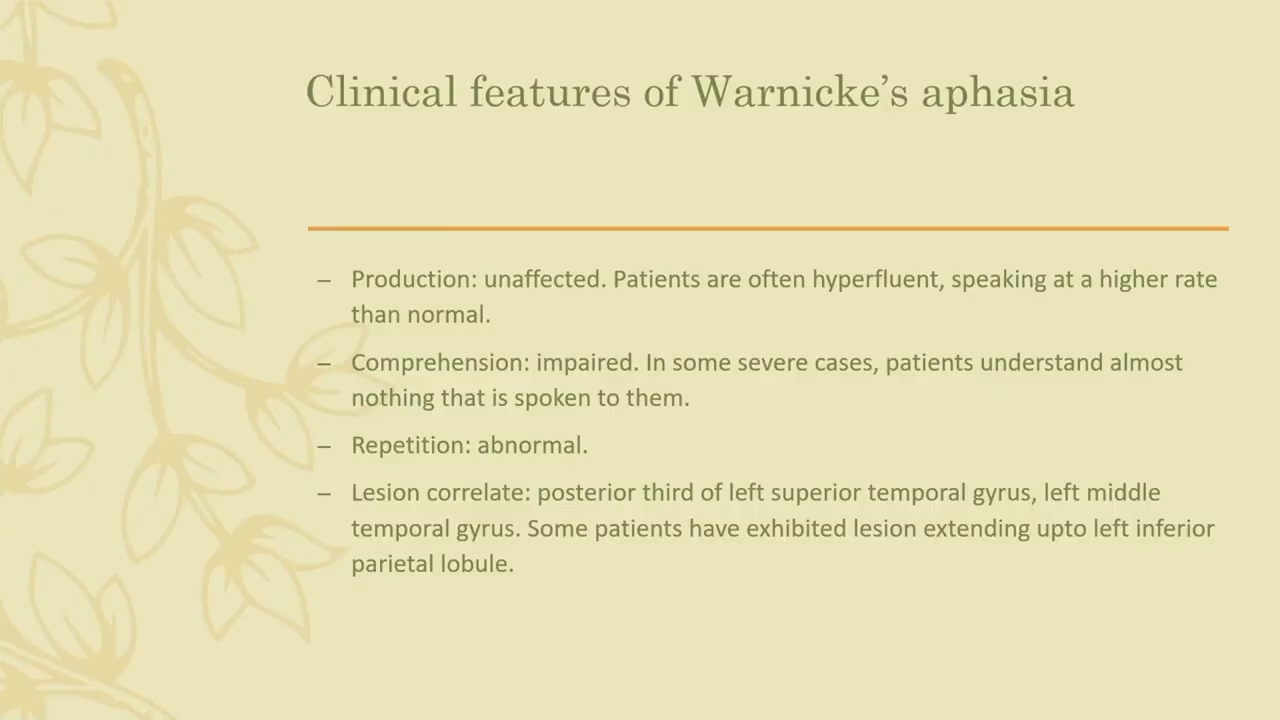 Clinical features of Warnicke’s aphasia
– Production: unaffected. Patients are often hyperfluent, speaking at a higher rate
than normal.
– Comprehension: impaired. In some severe cases, patients understand almost
nothing that is spoken to them.
– Repetition: abnormal.
– Lesion correlate: posterior third of left superior temporal gyrus, left middle
temporal gyrus. Some patients have exhibited lesion extending upto left inferior
parietal lobule.